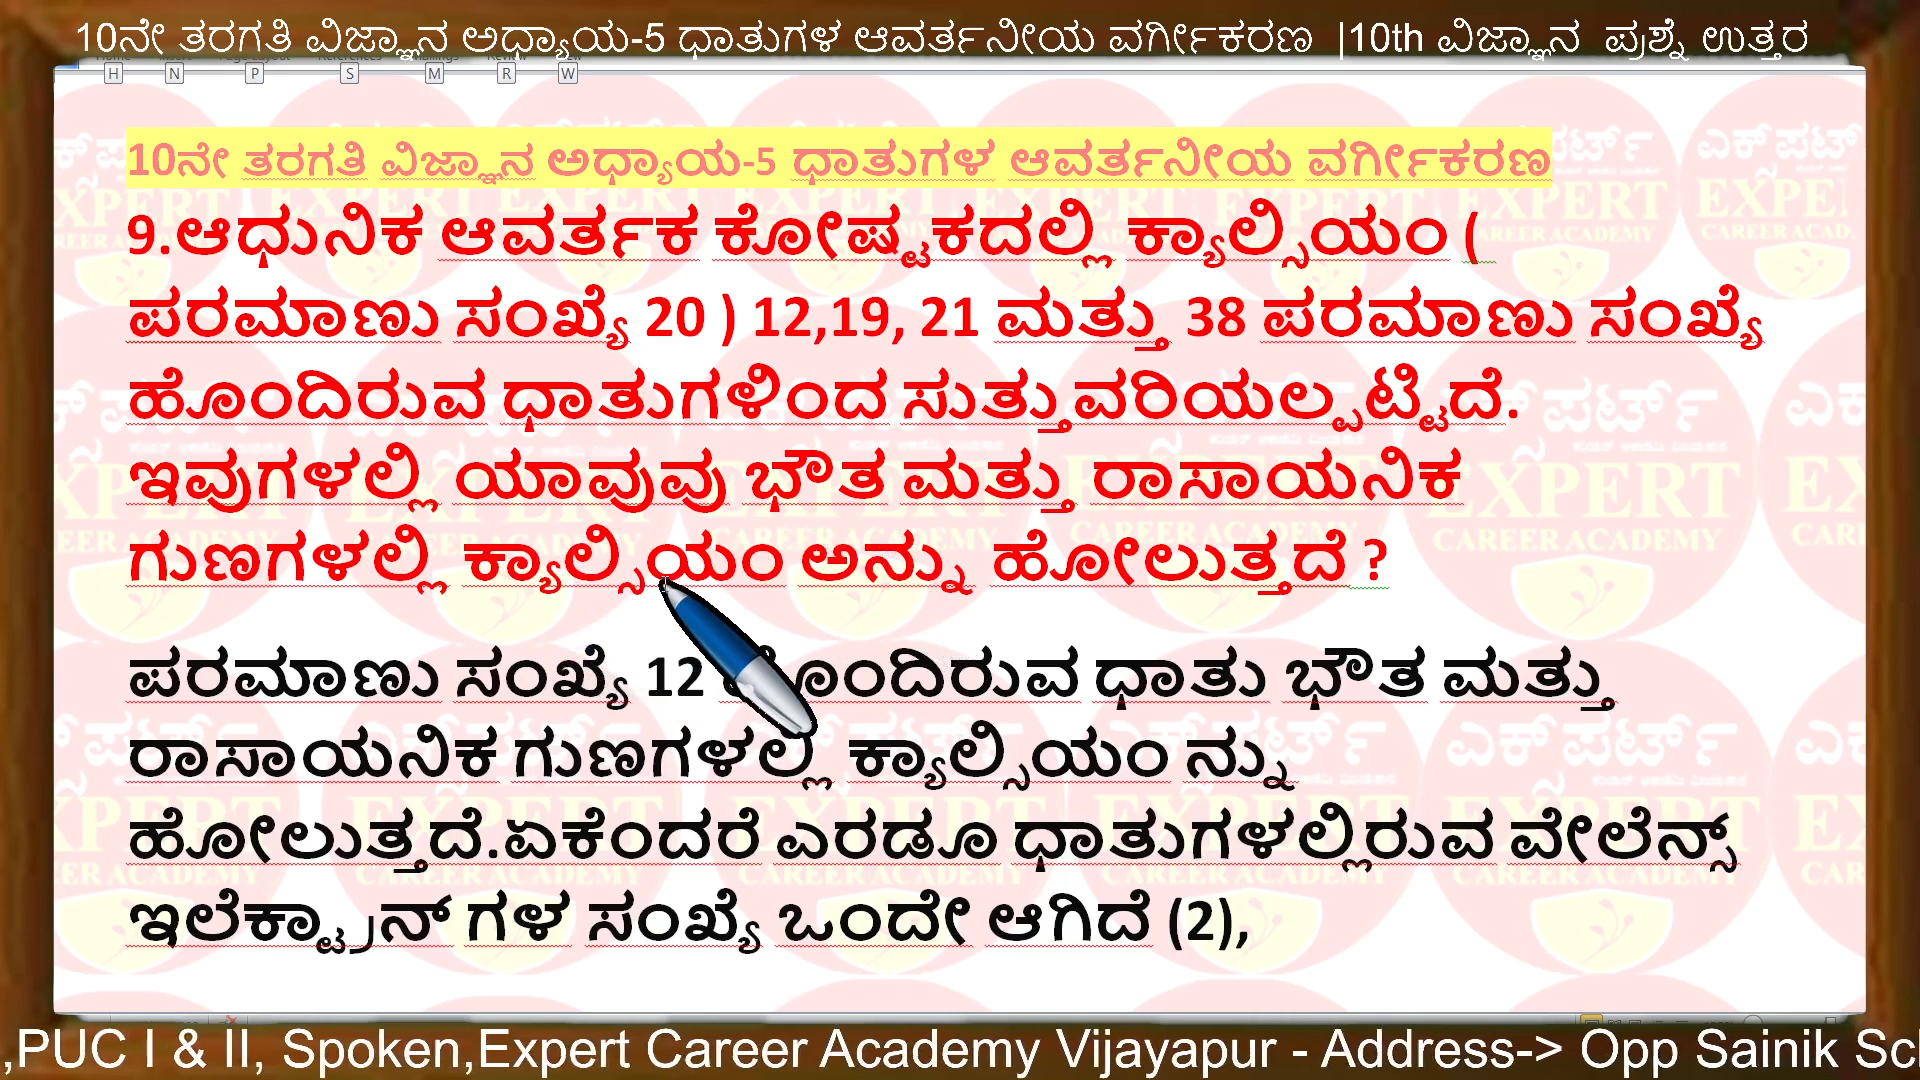 10ನೇ ತರಗತಿ ವಿಜ್ಞಾನ ಅಧ್ಯಾಯ-5 ಧಾತುಗಳ ಆವರ್ತನೀಯ ವರ್ಗೀಕರಣ |10th ವಿಜ್ಞಾನ ಪ್ರಶ್ನೆ ಉತ್ತರ
H N P S M R W
10ನೇ ತರಗತಿ ವಿಜ್ಞಾನ ಅಧ್ಯಾಯ-5 ಧಾತುಗಳ ಆವರ್ತನೀಯ ವರ್ಗೀಕರಣ
9.ಆಧುನಿಕ ಆವರ್ತಕ ಕೋಷ್ಟಕದಲ್ಲಿ ಕ್ಯಾಲ್ಸಿಯಂ (
ಪರಮಾಣು ಸಂಖ್ಯೆ 20 ) 12,19, 21 ಮತ್ತು 38 ಪರಮಾಣು ಸಂಖ್ಯೆ
ಹೊಂದಿರುವ ಧಾತುಗಳಿಂದ ಸುತ್ತುವರಿಯಲ್ಪಟ್ಟಿದೆ.
ಇವುಗಳಲ್ಲಿ ಯಾವುವು ಭೌತ ಮತ್ತು ರಾಸಾಯನಿಕ
ಗುಣಗಳಲ್ಲಿ ಕ್ಯಾಲ್ಸಿಯಂ ಅನ್ನು ಹೋಲುತ್ತದೆ ?
ಪರಮಾಣು ಸಂಖ್ಯೆ 12 ಹೊಂದಿರುವ ಧಾತು ಭೌತ ಮತ್ತು
ರಾಸಾಯನಿಕ ಗುಣಗಳಲ್ಲಿ ಕ್ಯಾಲ್ಸಿಯಂ ನ್ನು
ಹೋಲುತ್ತದೆ.ಏಕೆಂದರೆ ಎರಡೂ ಧಾತುಗಳಲ್ಲಿರುವ ವೇಲೆನ್ಸ್
ಇಲೆಕ್ಟ್ರಾನ್ ಗಳ ಸಂಖ್ಯೆ ಒಂದೇ ಆಗಿದೆ (2),
,PUC I & II, Spoken,Expert Career Academy Vijayapur - Address-> Opp Sainik Scl